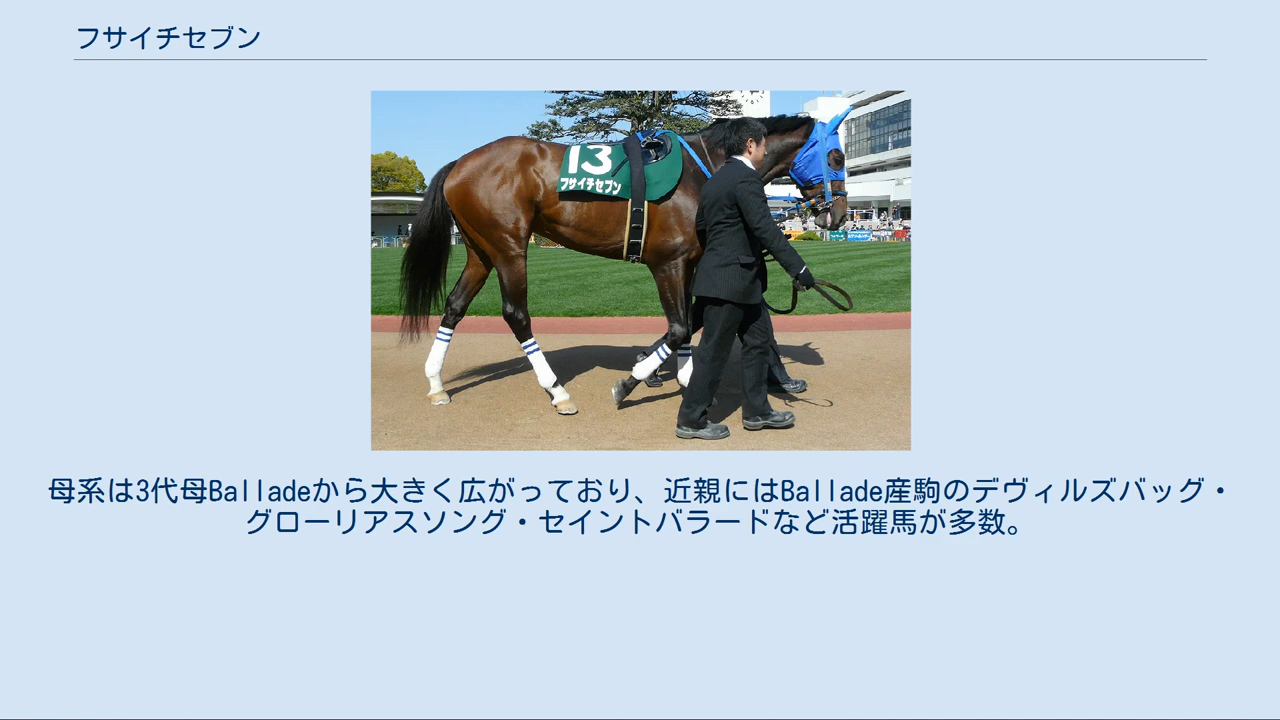 フサイチセブン
13
フサイチセブン
母系は3代母Balladeから大きく広がっており、近親にはBallade産駒のデヴィルズバッグ・
グローリアスソング・セイントバラードなど活躍馬が多数。